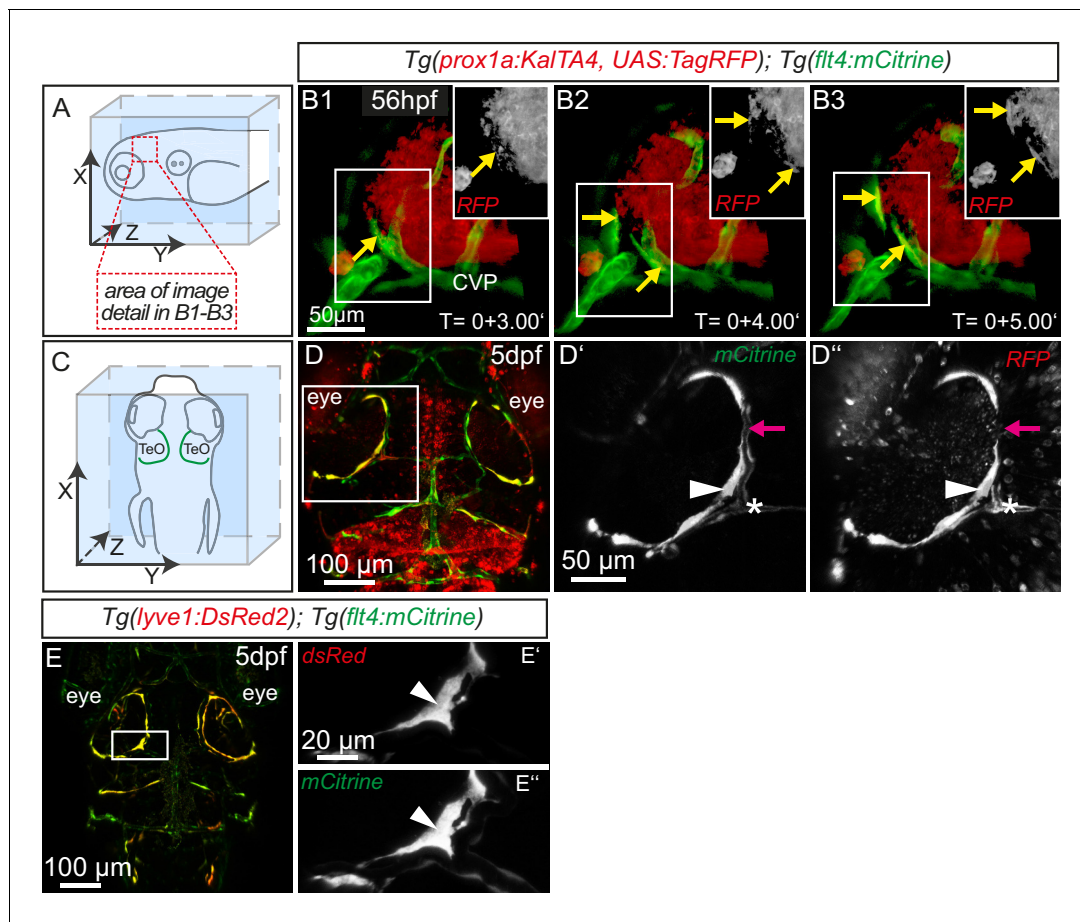 Tg(prox1a:KalTA4, UAS:TagRFP); Tg(flt4:mCitrine)
A
X
Z
Y
area of image
detail in B1-B3
B1
56hpf
RFP
CVP
50µm
T= 0+3.00‘
B2
RFP
T= 0+4.00‘
B3
RFP
T= 0+5.00‘
C
TeO
TeO
X
Z
Y
D
5dpf
eye
eye
100 µm
D‘
mCitrine
*
50 µm
D‘‘
RFP
*
Tg(lyve1:DsRed2); Tg(flt4:mCitrine)
E
5dpf
eye
eye
100 µm
dsRed
E‘
20 µm
mCitrine
E‘‘